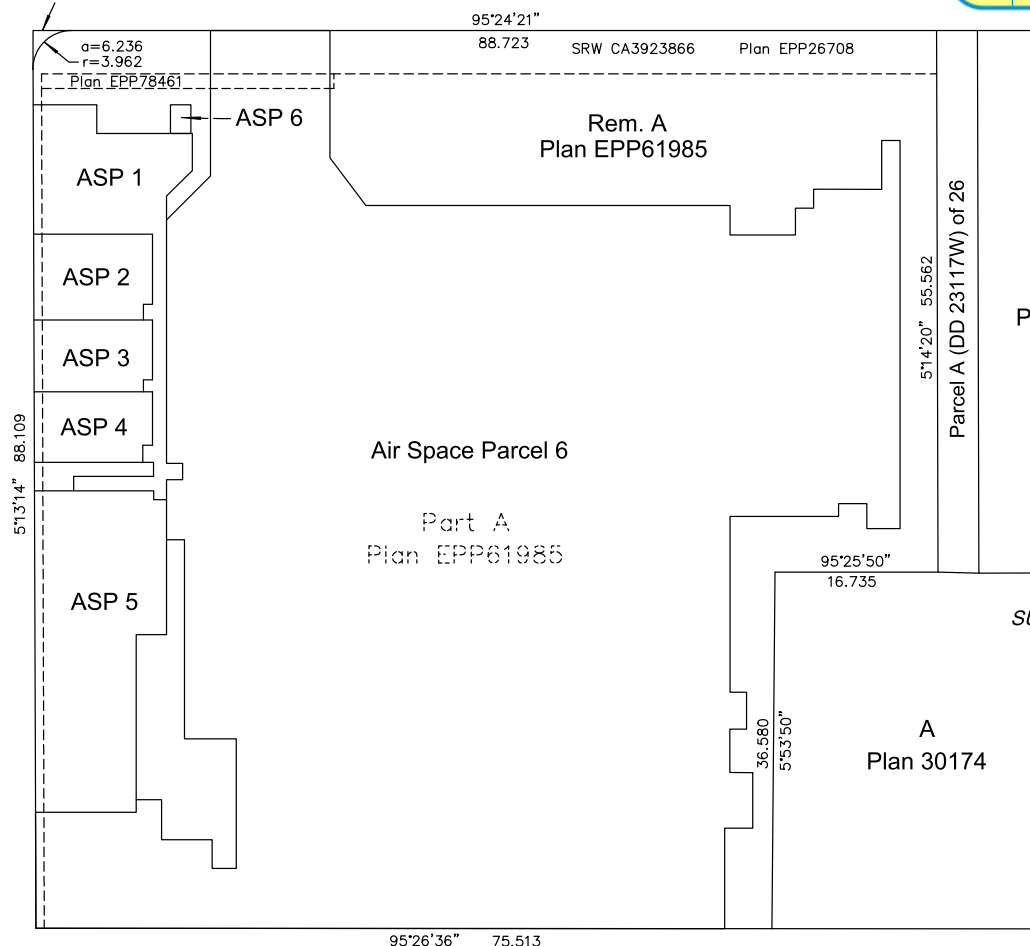 95°24'21"
88.723
SRW CA3923866
Plan EPP26708
a=6.236
r=3.962
Plan EPP78461
ASP 6
Rem. A
Plan EPP61985
ASP 1
ASP 2
ASP 3
ASP 4
5°13'14" 88.109
ASP 5
Air Space Parcel 6
Part A
Plan EPP61985
5°14'20" 55.562
Parcel A (DD 23117W) of 26
P
95°25'50"
16.735
SU
36.580
5°53'50"
A
Plan 30174
95°26'36" 75.513